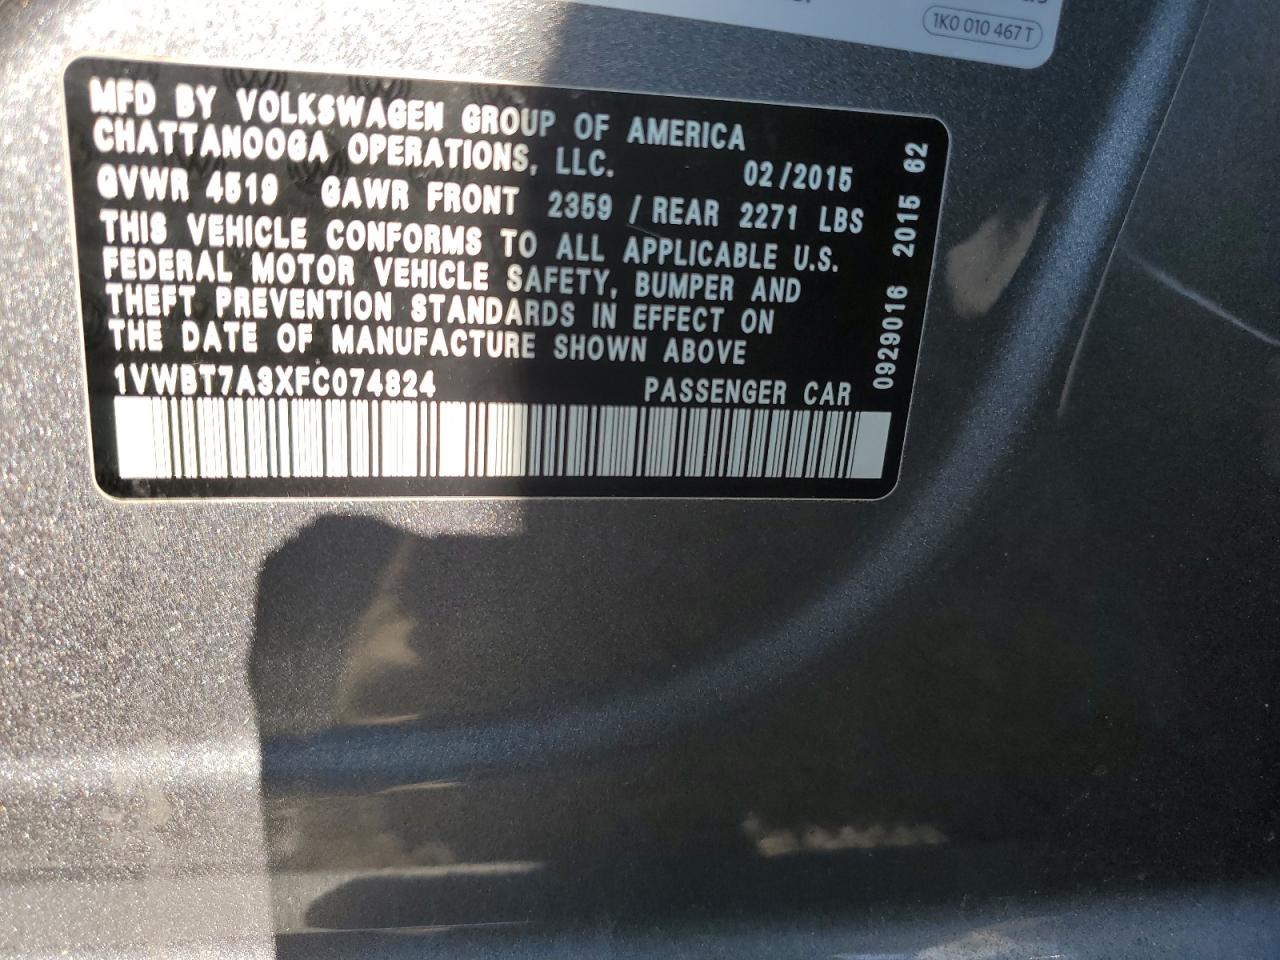 1K0 010 467 T
MFD BY VOLKSWAGEN GROUP OF AMERICA
CHATTANOOGA OPERATIONS, LLC. 02/2015
GVWR 4519 GAWR FRONT 2359 / REAR 2271 LBS
THIS VEHICLE CONFORMS TO ALL APPLICABLE U.S.
FEDERAL MOTOR VEHICLE SAFETY, BUMPER AND
THEFT PREVENTION STANDARDS IN EFFECT ON
THE DATE OF MANUFACTURE SHOWN ABOVE
1VWBT7A3XFC074824 PASSENGER CAR
0929016 2015 62